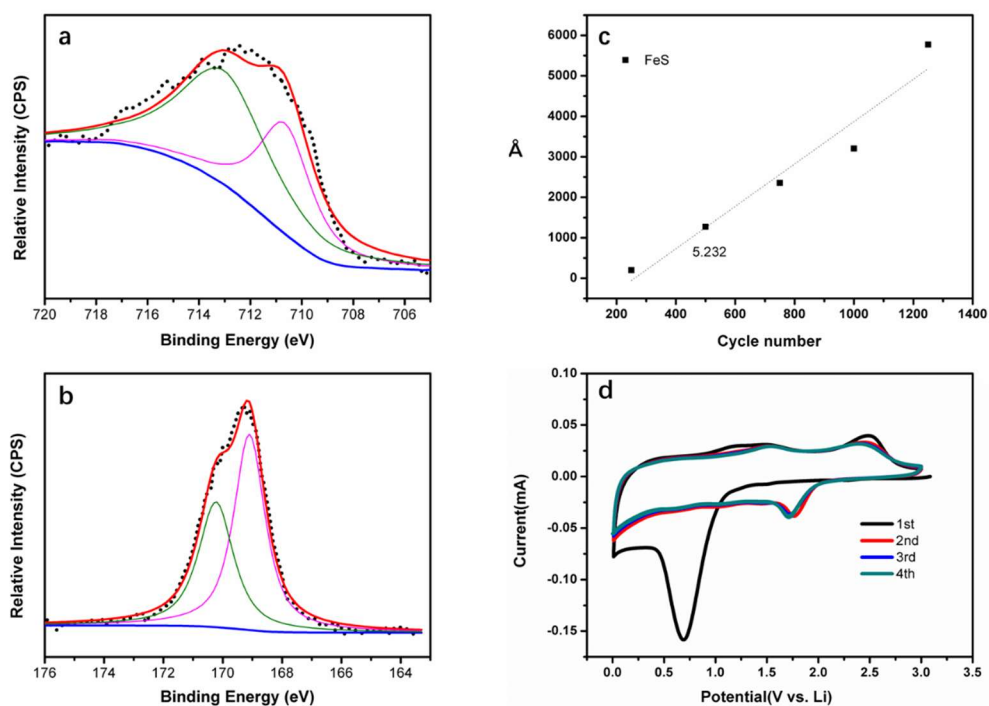 a
Relative Intensity (CPS)
720 718 716 714 712 710 708 706
Binding Energy (eV)
c
FeS
Å
6000
5000
4000
3000
2000
1000
0
5.232
200 400 600 800 1000 1200 1400
Cycle number
b
Relative Intensity (CPS)
176 174 172 170 168 166 164
Binding Energy (eV)
d
Current(mA)
0.10
0.05
0.00
-0.05
-0.10
-0.15
1st
2nd
3rd
4th
0.0 0.5 1.0 1.5 2.0 2.5 3.0 3.5
Potential(V vs. Li)